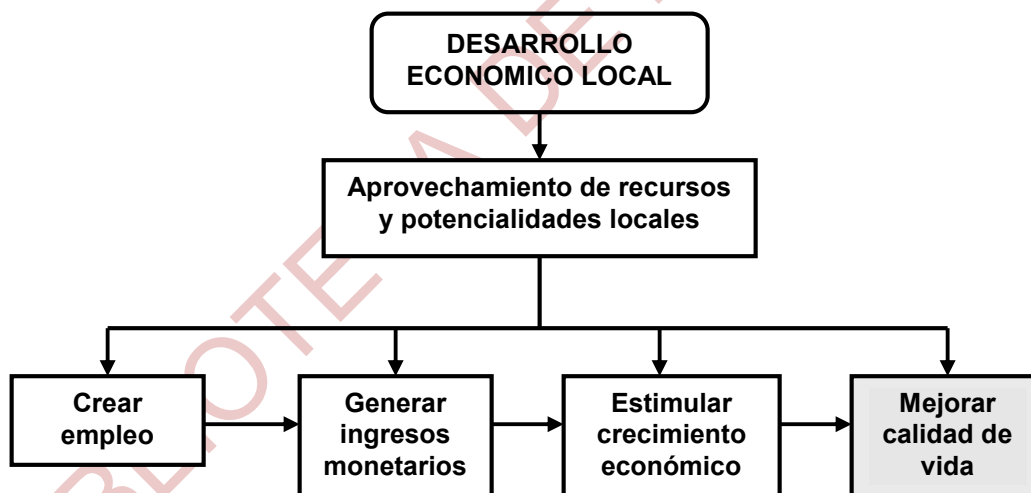 DESARROLLO
ECONOMICO LOCAL
Aprovechamiento de recursos
y potencialidades locales
Crear
empleo
Generar
ingresos
monetarios
Estimular
crecimiento
económico
Mejorar
calidad de
vida